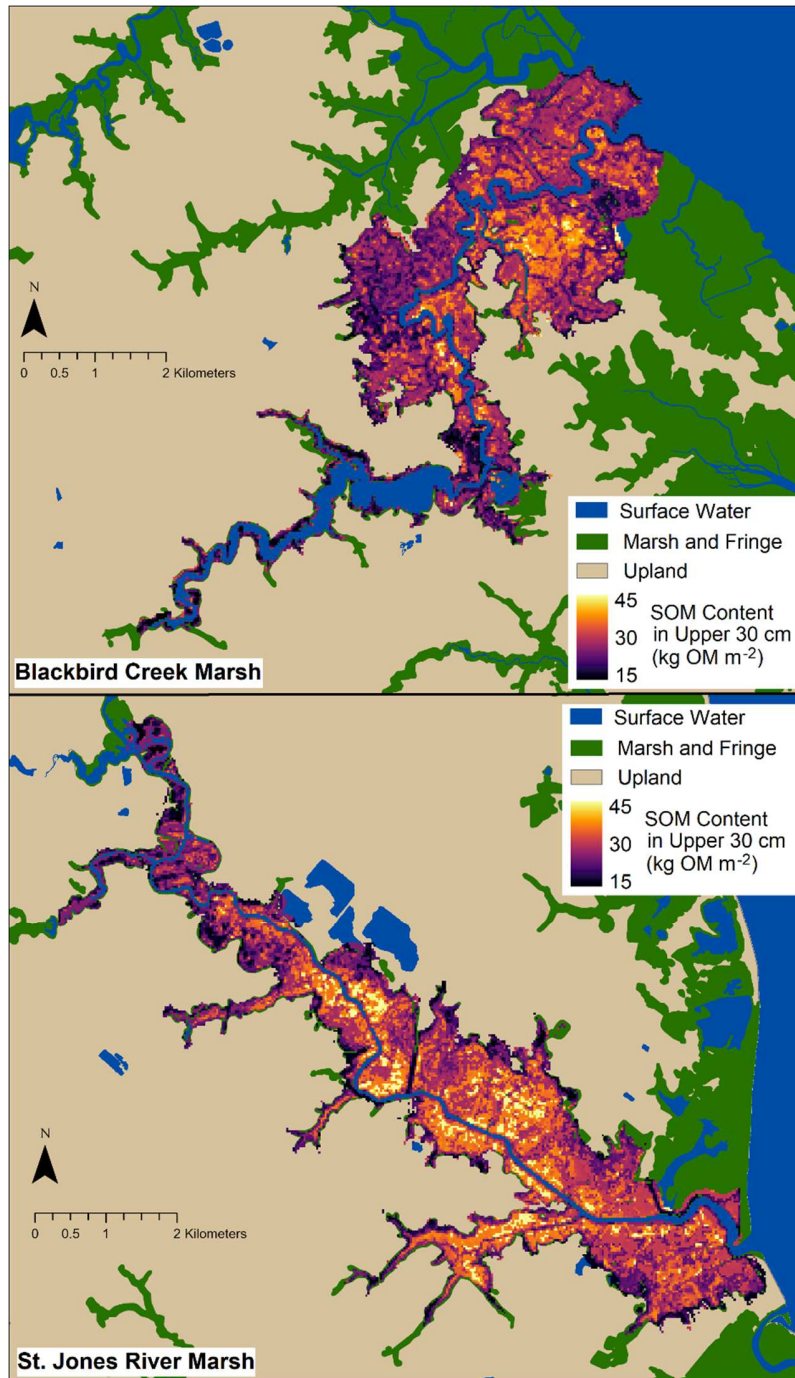 N
0 0.5 1 2 Kilometers
Surface Water
Marsh and Fringe
Upland
45
30
15
SOM Content
in Upper 30 cm
(kg OM m-2)
Blackbird Creek Marsh
Surface Water
Marsh and Fringe
Upland
45
30
15
SOM Content
in Upper 30 cm
(kg OM m-2)
N
0 0.5 1 2 Kilometers
St. Jones River Marsh